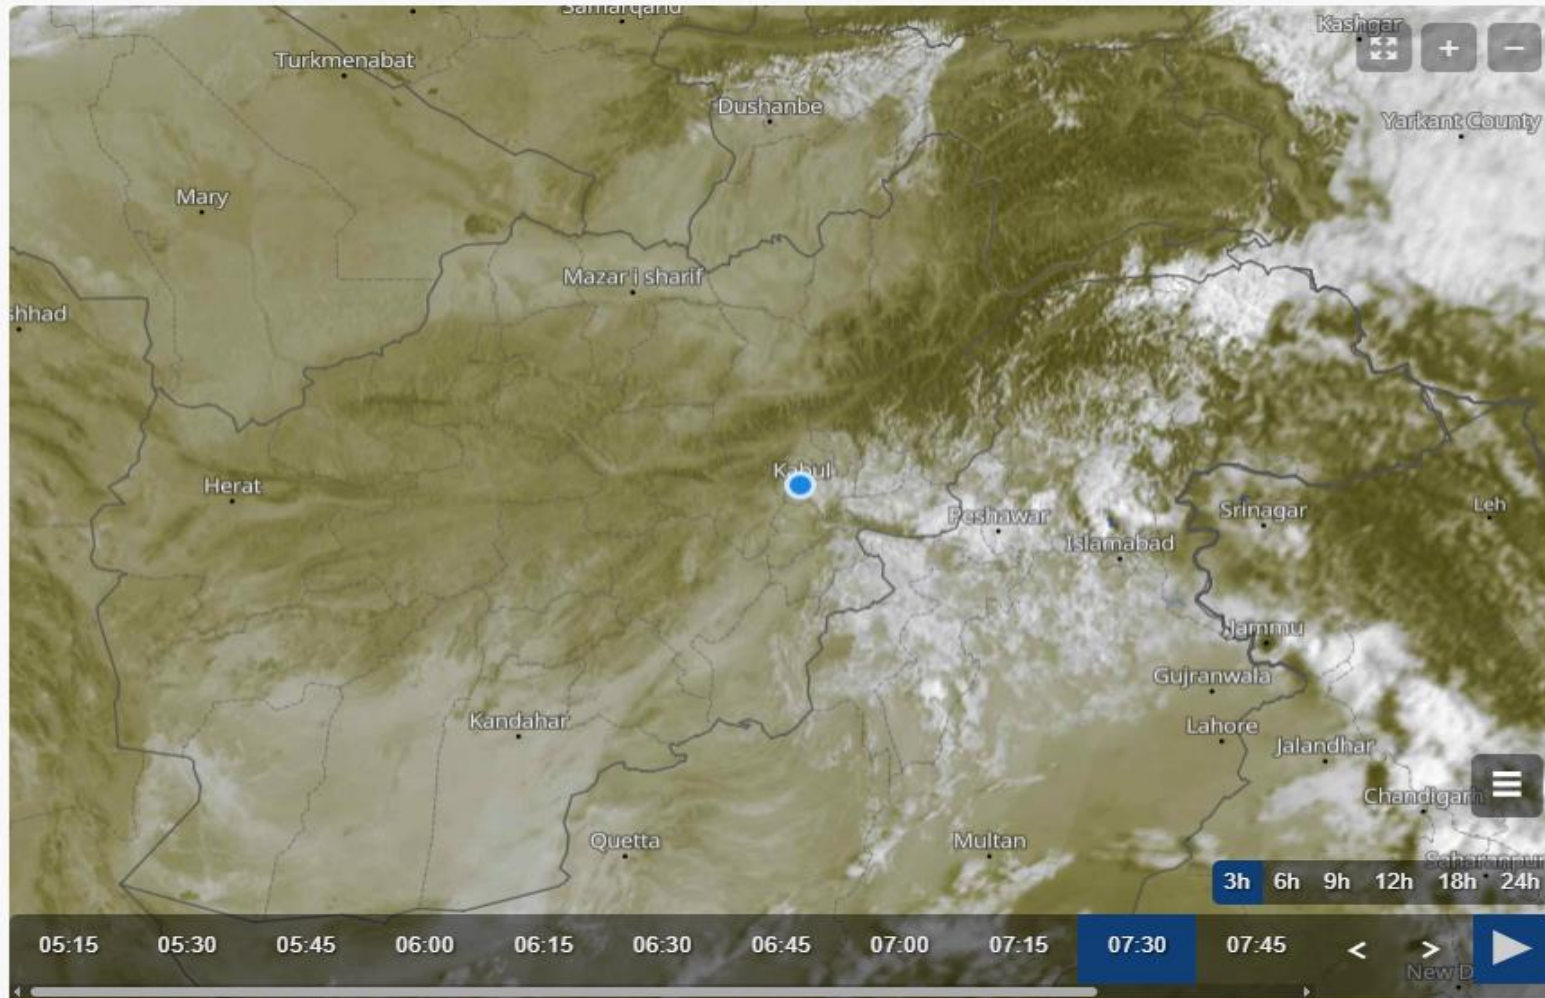 Samarqand
Kashgar
Turkmenabat
Dushanbe
Yarkant County
Mary
Mazar i sharif
shhad
Kabul
Herat
Peshawar
Srinagar
Leh
Islamabad
Jammu
Gujranwala
Kandahar
Lahore
Jalandhar
Chandigarh
Quetta
Multan
Saharanpur
3h 6h 9h 12h 18h 24h
05:15 05:30 05:45 06:00 06:15 06:30 06:45 07:00 07:15 07:30 07:45 < >
New D